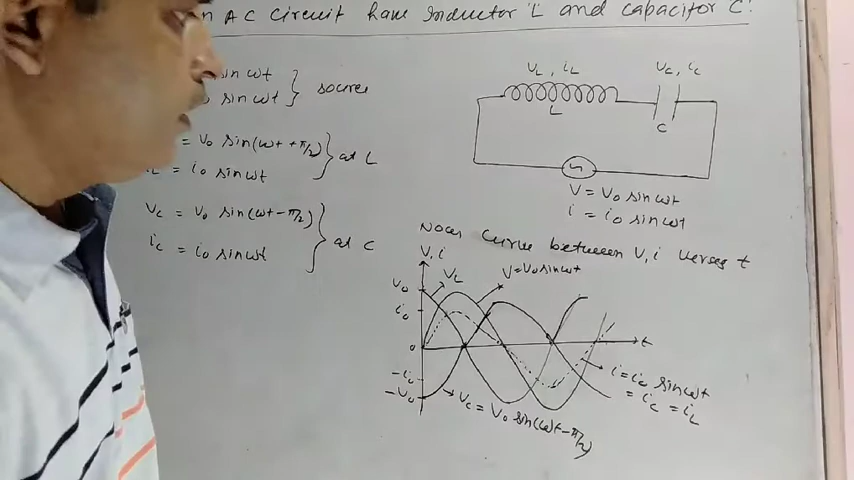 n AC Circuit have Inductor 'L' and capacitor C.
sin ωt
sin ωt } source
= V₀ sin(ωt + π/2)
= i₀ sin ωt } at L
V_C = V₀ sin(ωt - π/2)
i_C = i₀ sin ωt } at C
V_L, i_L
V_C, i_C
L
C
V = V₀ sin ωt
i = i₀ sin ωt
Curve between V, i Verses t
V, i
V₀
i₀
0
-i₀
-V₀
V_L
V = V₀ sin ωt
t
i = i₀ sin ωt
= i_C = i_L
V_C = V₀ sin(ωt - π/2)